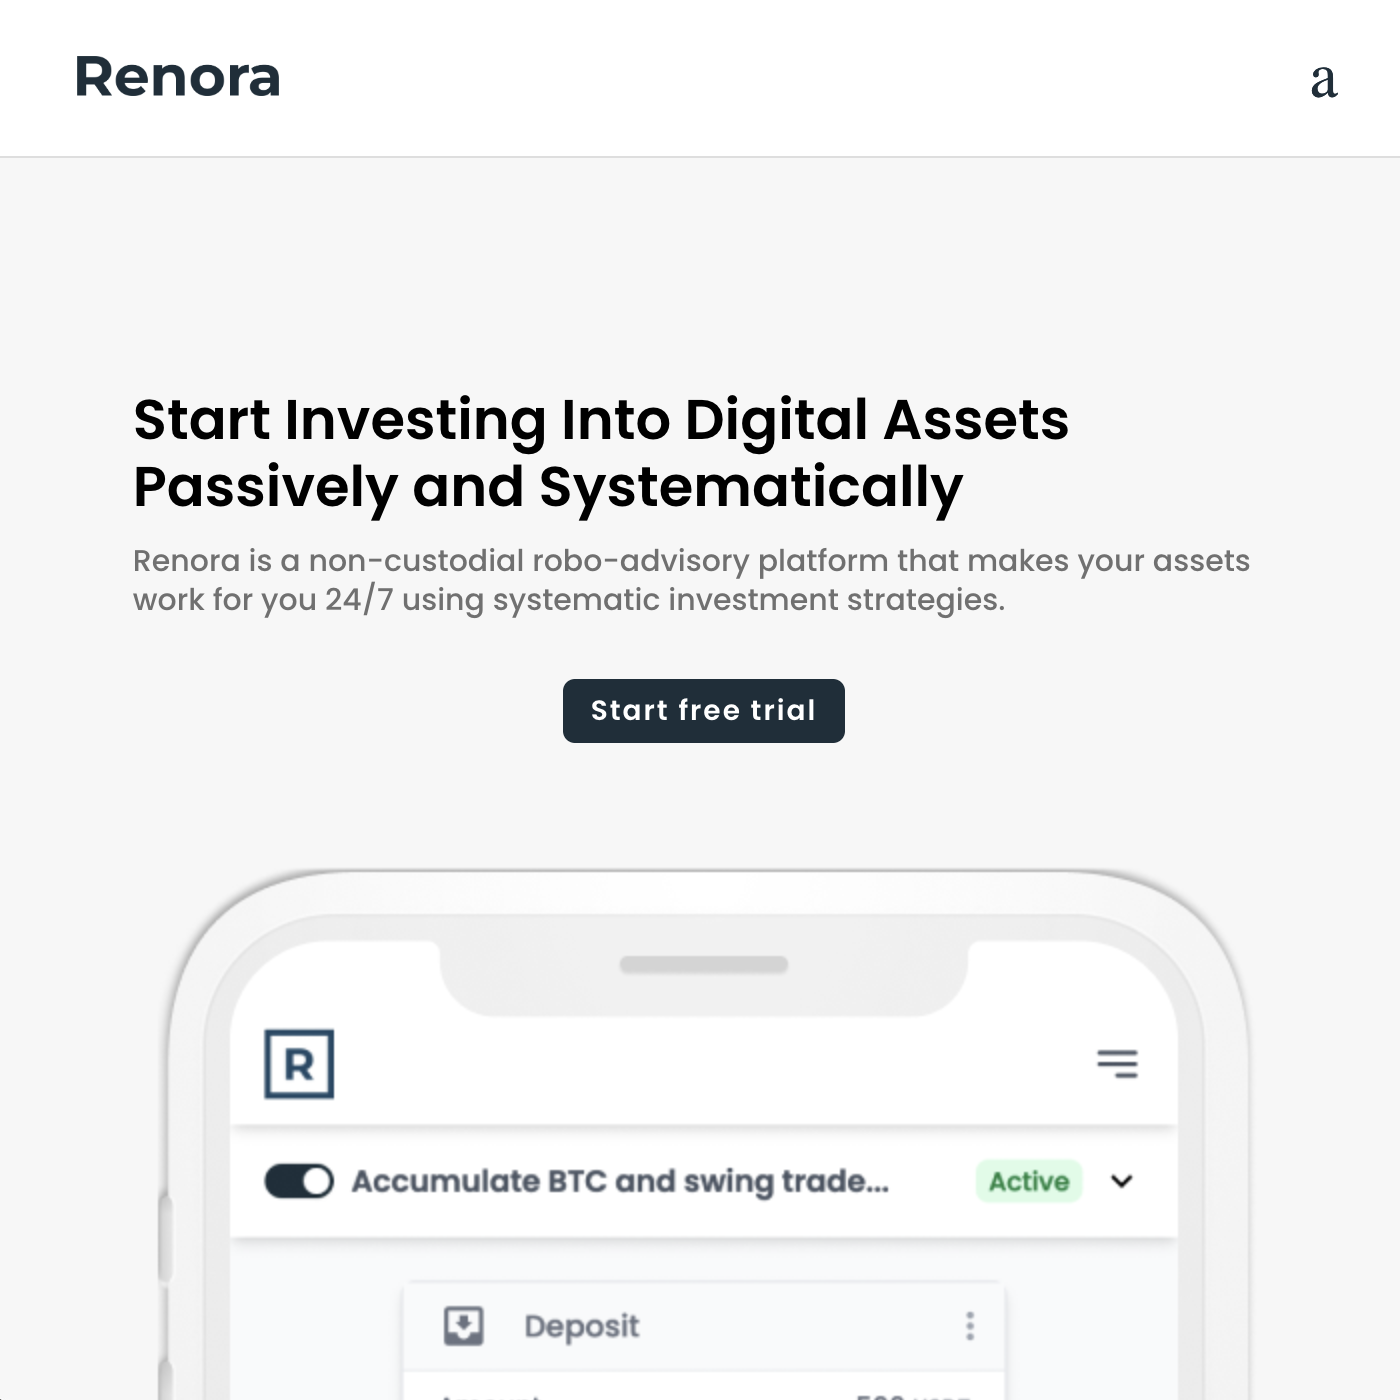 Renora
a
Start Investing Into Digital Assets
Passively and Systematically
Renora is a non-custodial robo-advisory platform that makes your assets
work for you 24/7 using systematic investment strategies.
Start free trial
R
Accumulate BTC and swing trade...
Active
Deposit